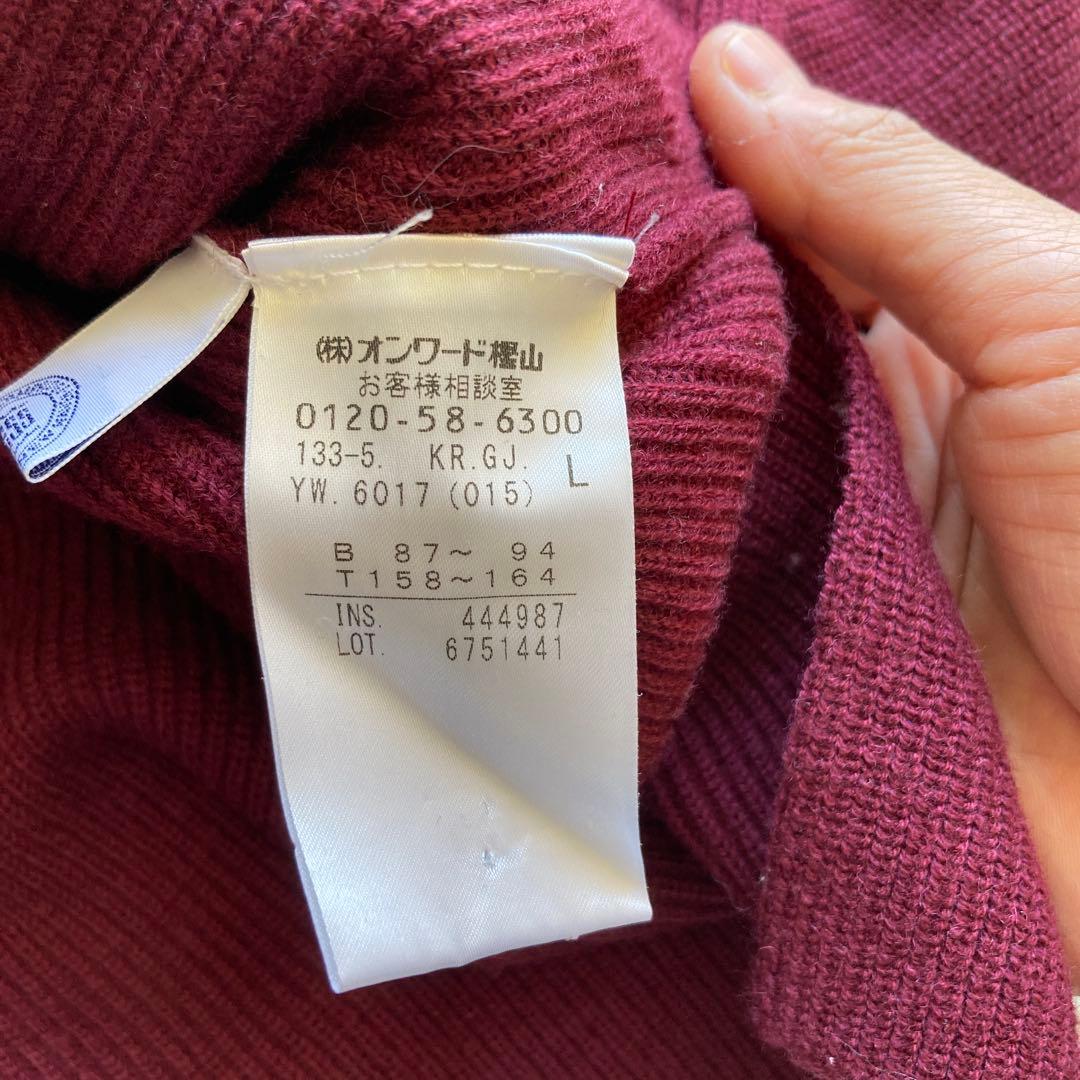 (株)オンワード樫山
お客様相談室
0120-58-6300
133-5. KR.GJ. L
YW. 6017 (015)
B 87〜 94
T158〜164
INS. 444987
LOT. 6751441